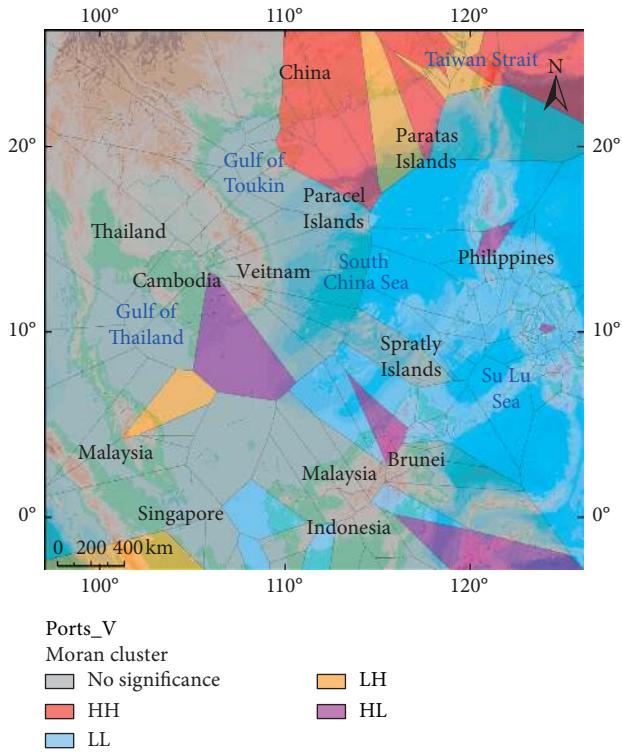 100° 110° 120°
Taiwan Strait
N
China
20° Paratas 20°
Islands
Gulf of
Toukin
Paracel
Islands
Thailand
Veitnam
South
China Sea
Philippines
Cambodia
Gulf of
Thailand
10° 10°
Spratly
Islands
Su Lu
Sea
Malaysia
Malaysia
Brunei
Singapore
Indonesia
0° 0°
0 200 400 km
100° 110° 120°
Ports_V
Moran cluster
No significance
HH
LL
LH
HL